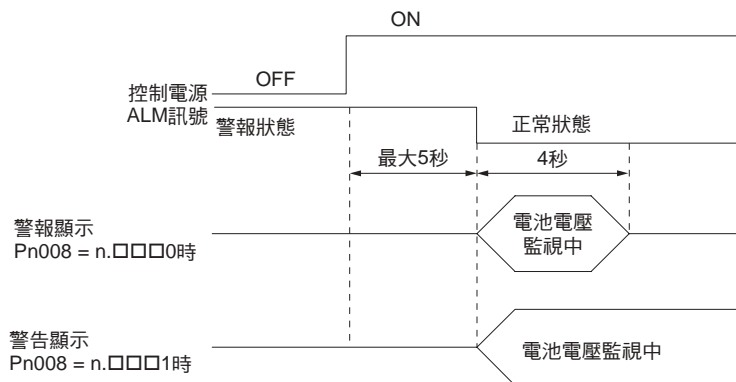 ON
OFF
控制電源
ALM訊號
警報狀態
正常狀態
最大5秒
4秒
警報顯示
Pn008 = n.□□□0時
電池電壓
監視中
警告顯示
Pn008 = n.□□□1時
電池電壓監視中